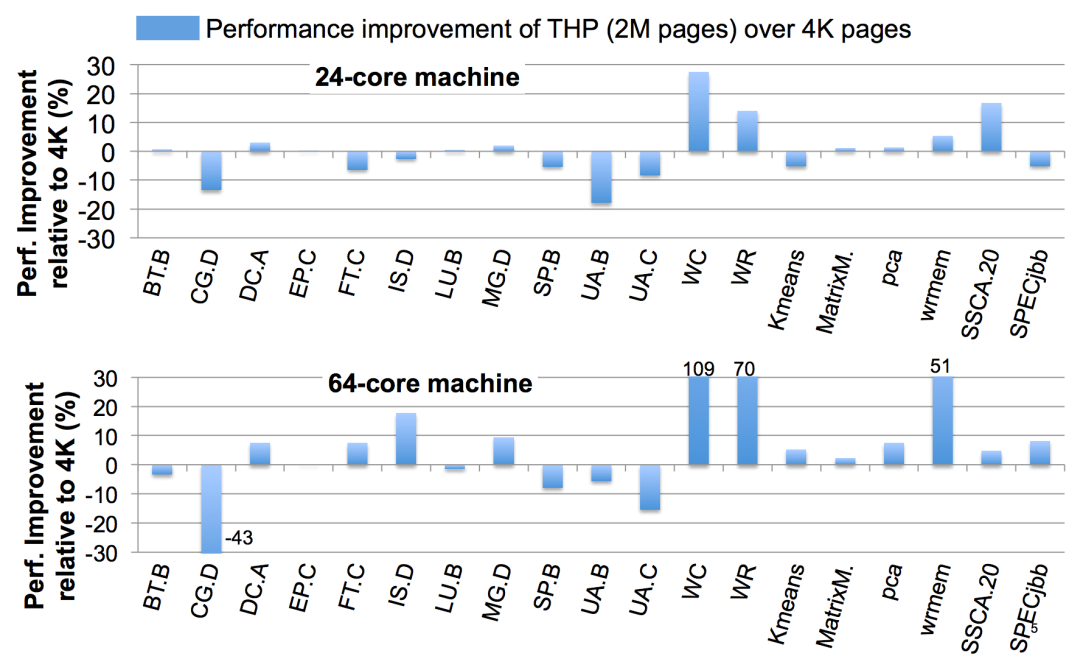 Performance improvement of THP (2M pages) over 4K pages
Perf. Improvement
relative to 4K (%)
24-core machine
30
20
10
0
-10
-20
-30
BT.B
CG.D
DC.A
EP.C
FT.C
IS.D
LU.B
MG.D
SP.B
UA.B
UA.C
WC
WR
Kmeans
MatrixM.
pca
wrmem
SSCA.20
SPECjbb
Perf. Improvement
relative to 4K (%)
64-core machine
30
20
10
0
-10
-20
-30
-43
109
70
51
BT.B
CG.D
DC.A
EP.C
FT.C
IS.D
LU.B
MG.D
SP.B
UA.B
UA.C
WC
WR
Kmeans
MatrixM.
pca
wrmem
SSCA.20
SPECjbb
5